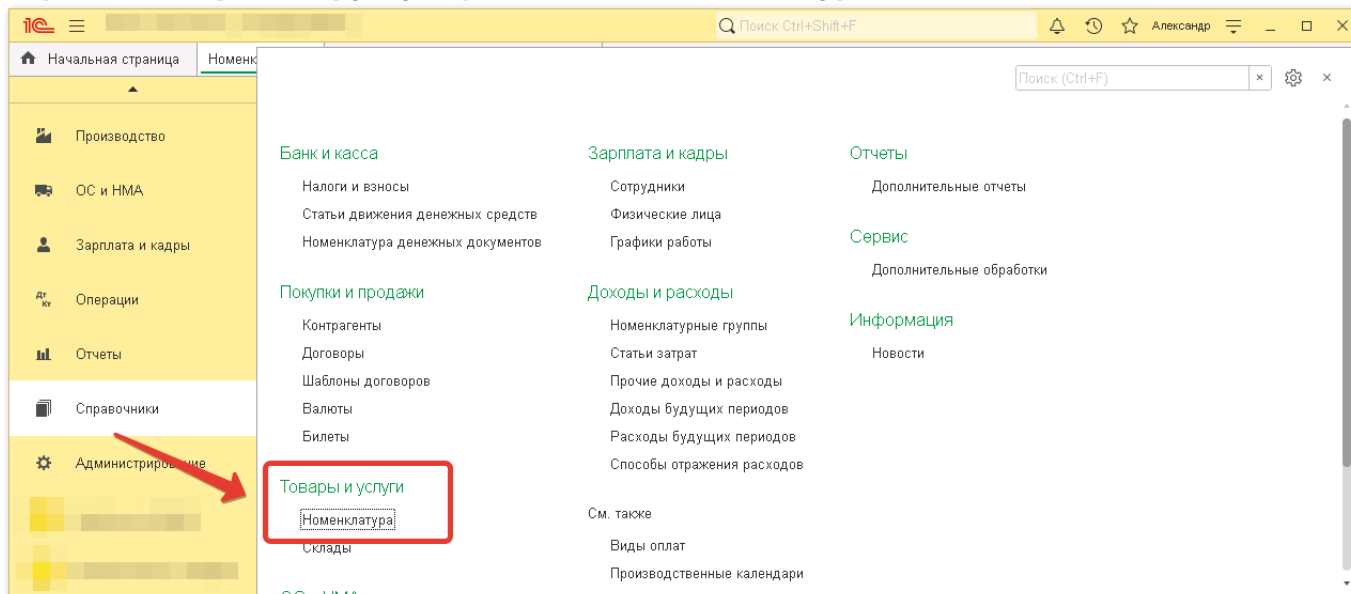 1С Поиск Ctrl+Shift+F Александр
Начальная страница Номенк
Поиск (Ctrl+F)
Производство
ОС и НМА
Зарплата и кадры
Дт Кт Операции
Отчеты
Справочники
Администрирование
Банк и касса
Налоги и взносы
Статьи движения денежных средств
Номенклатура денежных документов
Покупки и продажи
Контрагенты
Договоры
Шаблоны договоров
Валюты
Билеты
Товары и услуги
Номенклатура
Склады
Зарплата и кадры
Сотрудники
Физические лица
Графики работы
Доходы и расходы
Номенклатурные группы
Статьи затрат
Прочие доходы и расходы
Доходы будущих периодов
Расходы будущих периодов
Способы отражения расходов
См. также
Виды оплат
Производственные календари
Отчеты
Дополнительные отчеты
Сервис
Дополнительные обработки
Информация
Новости